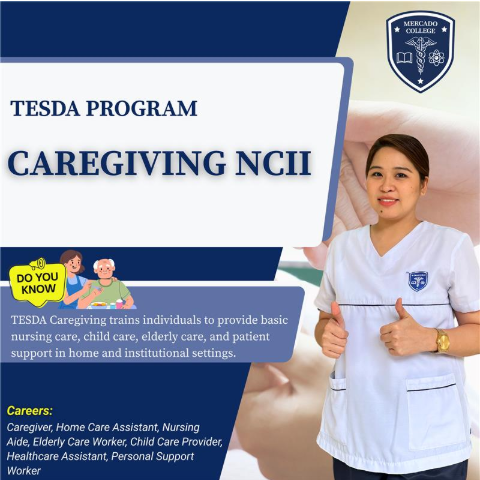 MERCADO
COLLEGE
TESDA PROGRAM
CAREGIVING NCII
DO YOU
KNOW
TESDA Caregiving trains individuals to provide basic
nursing care, child care, elderly care, and patient
support in home and institutional settings.
Careers:
Caregiver, Home Care Assistant, Nursing
Aide, Elderly Care Worker, Child Care Provider,
Healthcare Assistant, Personal Support
Worker